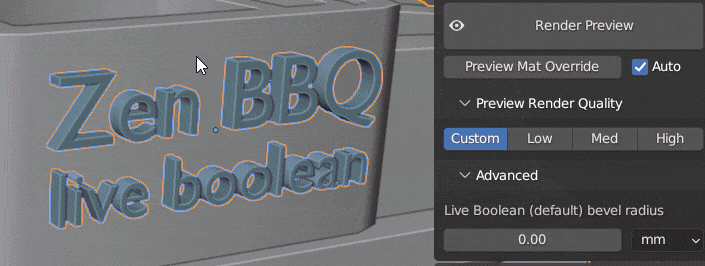 Zen BBQ
live boolean
Render Preview
Preview Mat Override Auto
Preview Render Quality
Custom Low Med High
Advanced
Live Boolean (default) bevel radius
0.00 mm